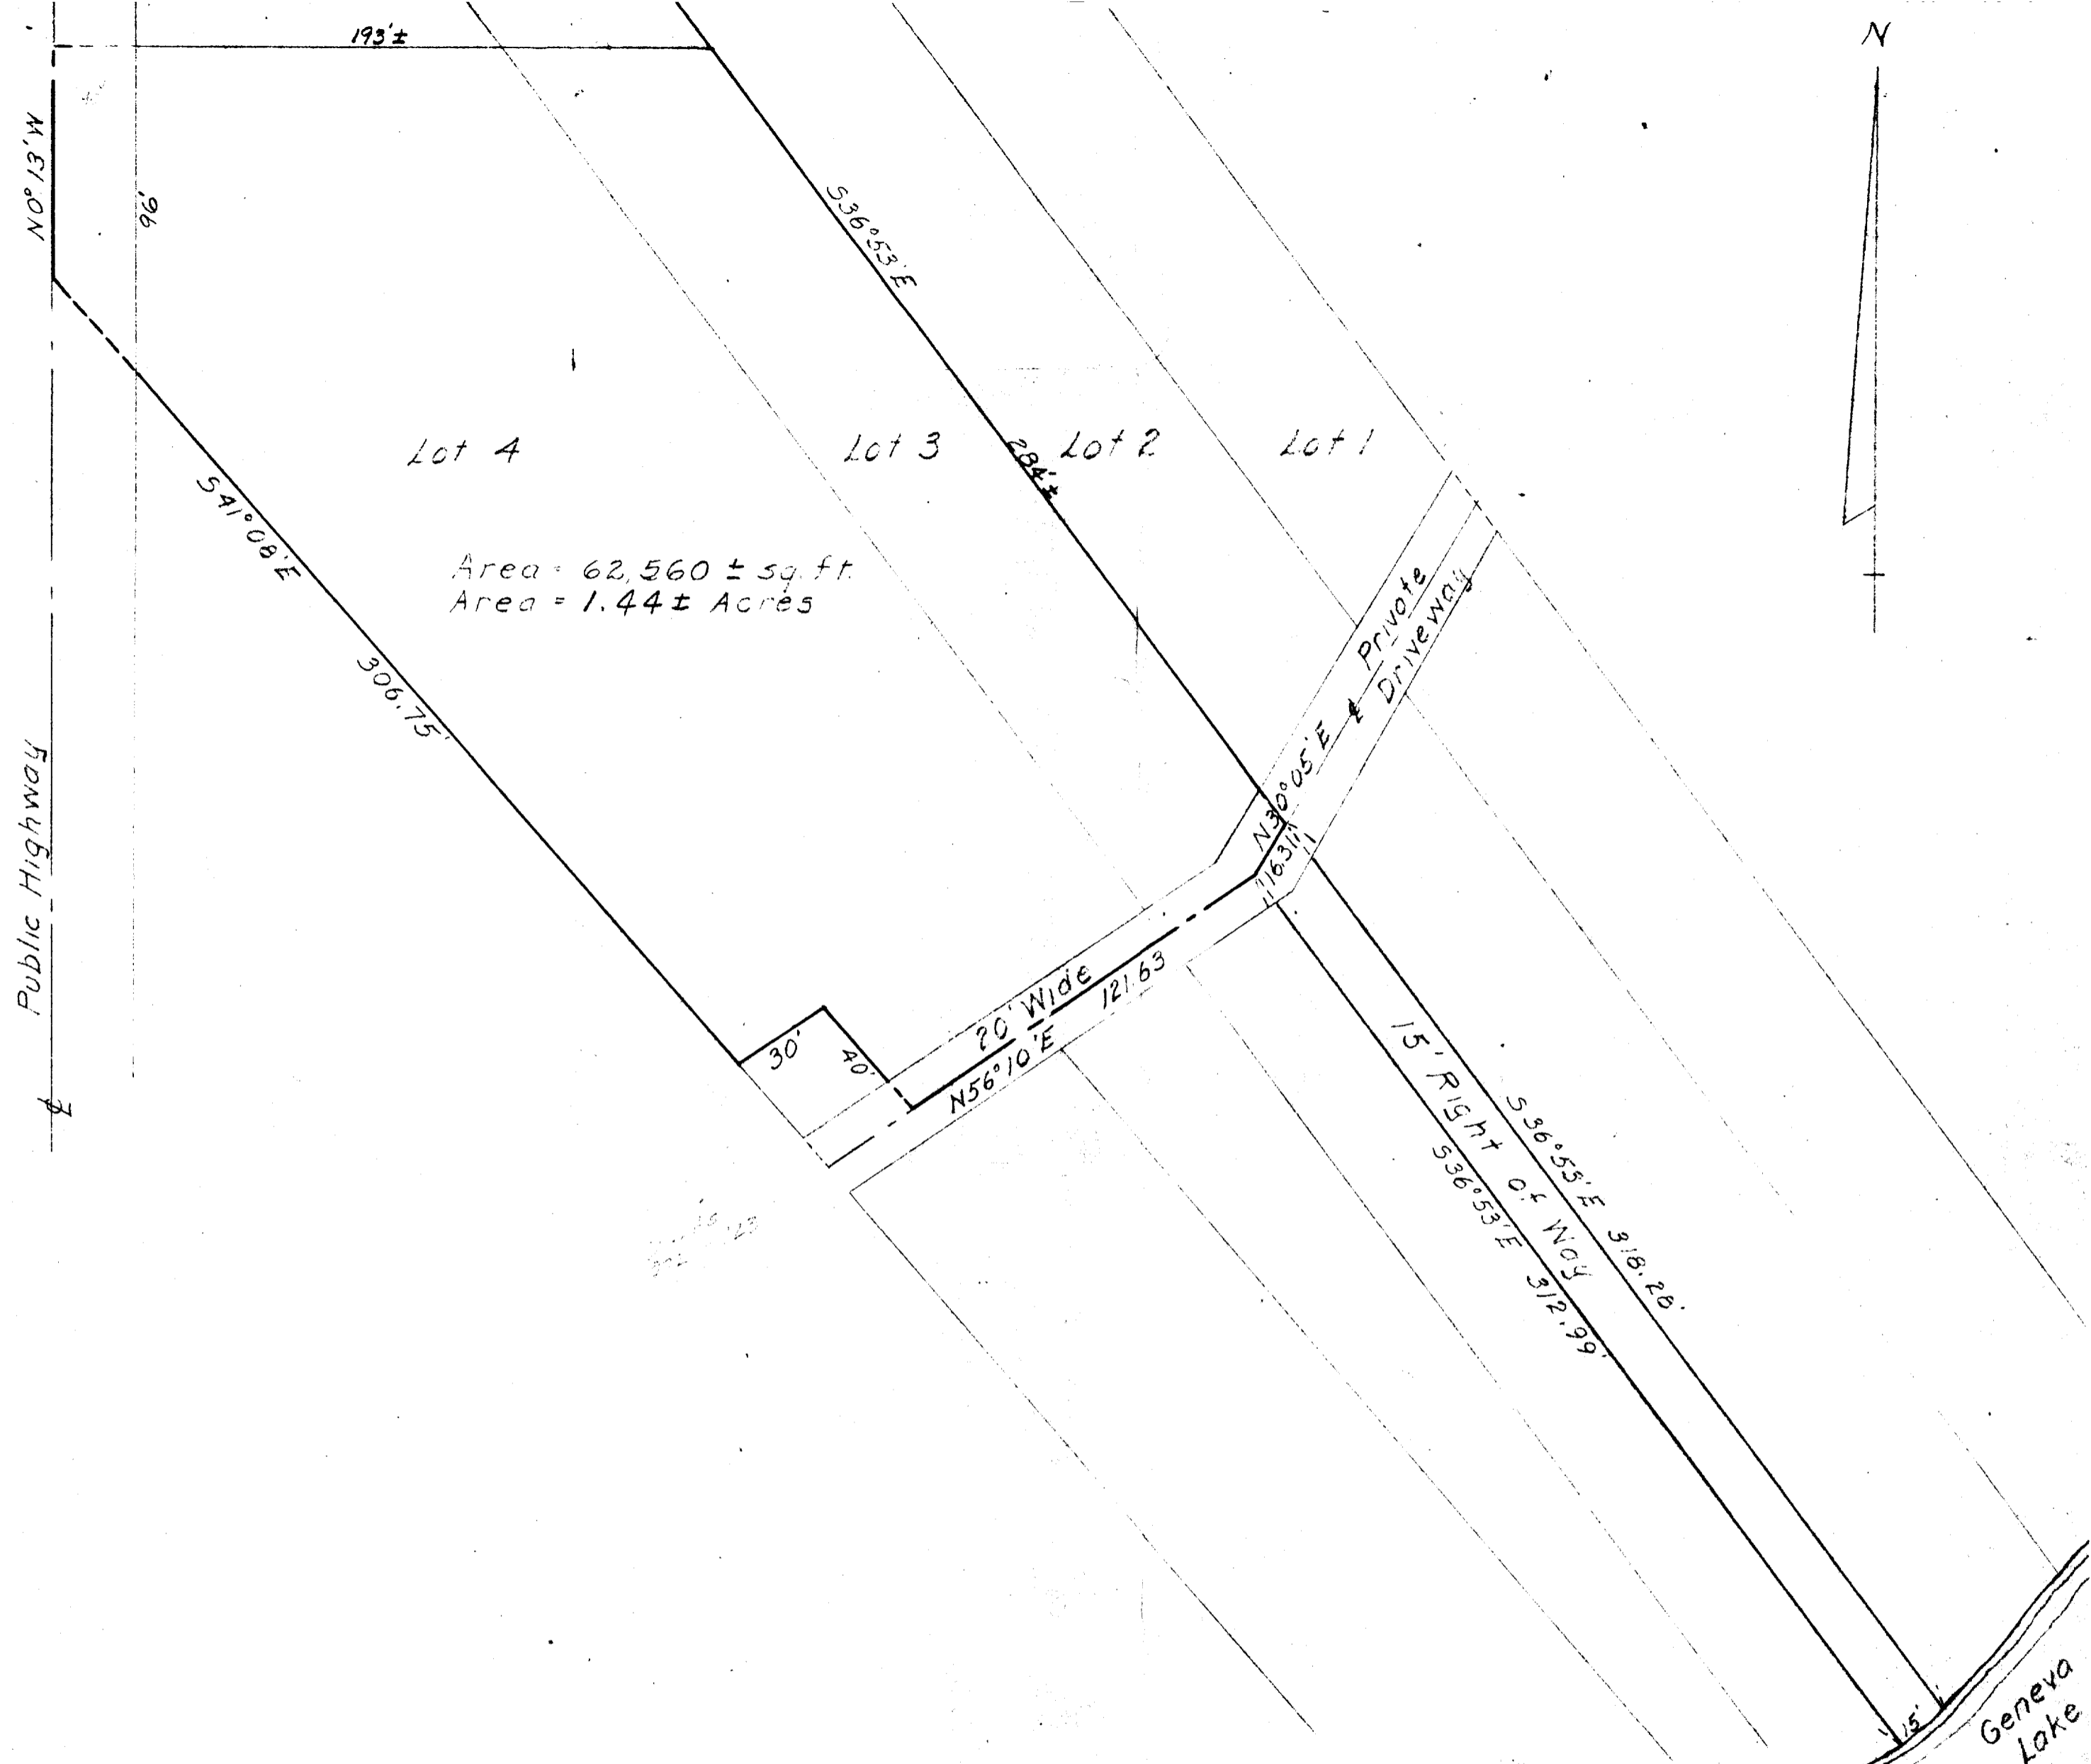 193'±
N
N0°13'W
96'
S36°53'E
Lot 4
Lot 3
284'±
Lot 2
Lot 1
S41°08'E
Area = 62,560 ± sq. ft.
Area = 1.44± Acres
306.75'
Private
Driveway
N30°05'E
℄
16.31'
Public Highway
℄
20' Wide
121.63
N56°10'E
30'
40'
15' Right of Way
S36°53'E 318.28'
S36°53'E 312.99'
15'
Geneva
Lake